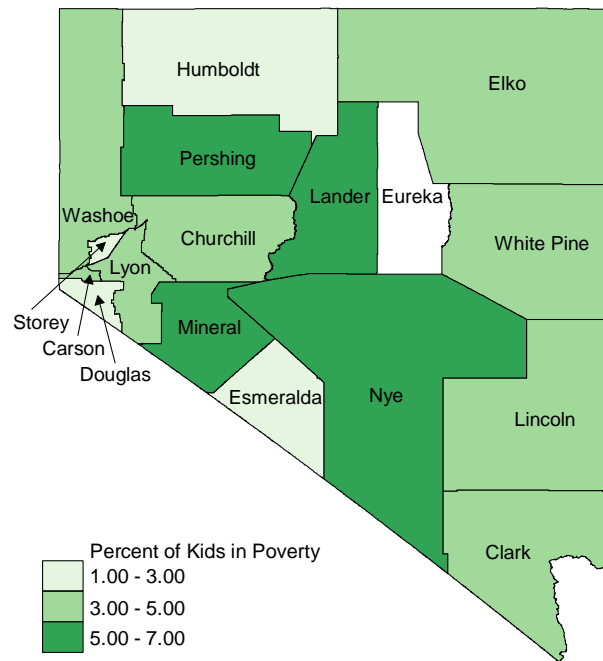 Humboldt
Elko
Pershing
Lander
Eureka
Washoe
Churchill
White Pine
Lyon
Storey
Carson
Douglas
Mineral
Esmeralda
Nye
Lincoln
Clark
Percent of Kids in Poverty
1.00 - 3.00
3.00 - 5.00
5.00 - 7.00